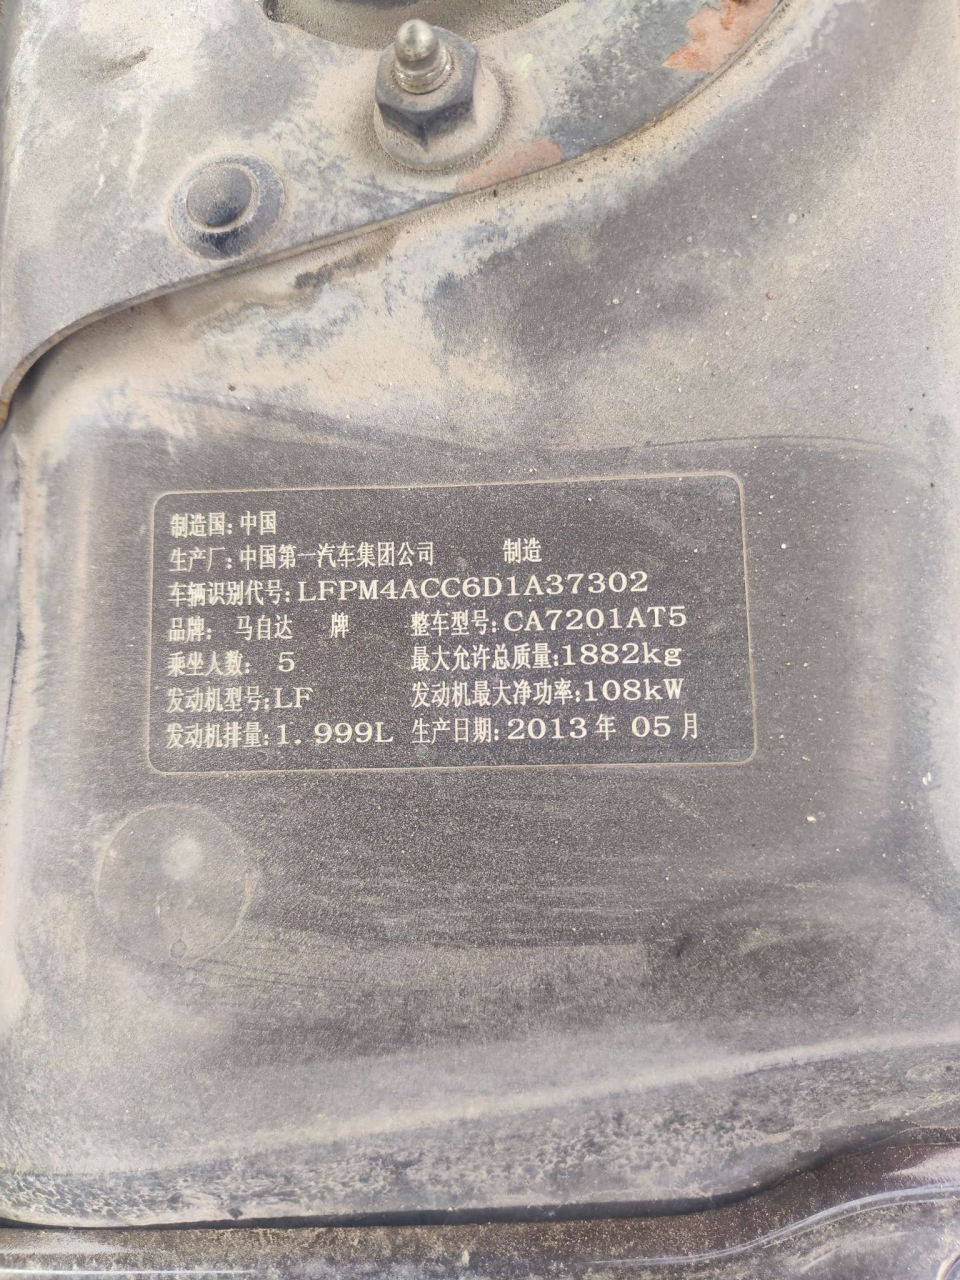 制造国:中国
生产厂:中国第一汽车集团公司 制造
车辆识别代号:LFPM4ACC6D1A37302
品牌: 马自达 牌 整车型号:CA7201AT5
乘坐人数: 5 最大允许总质量:1882kg
发动机型号:LF 发动机最大净功率:108kW
发动机排量:1.999L 生产日期:2013年 05月